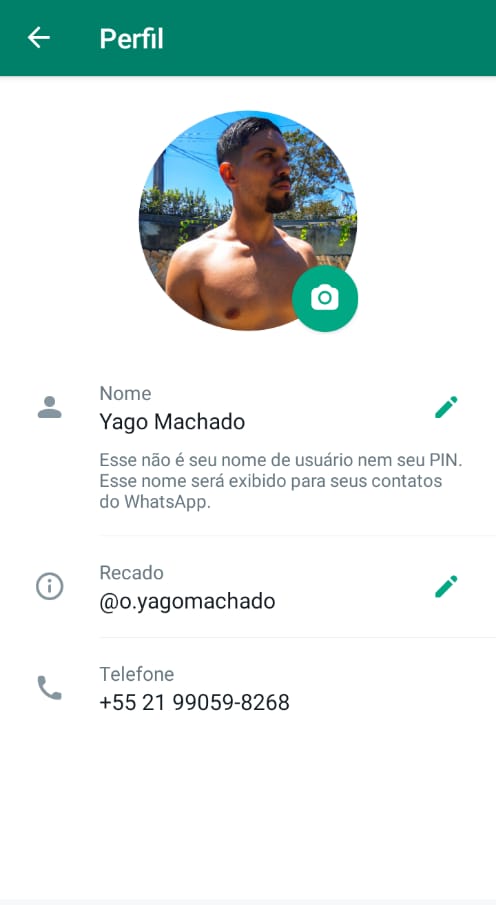 Perfil
Nome
Yago Machado
Esse não é seu nome de usuário nem seu PIN.
Esse nome será exibido para seus contatos
do WhatsApp.
Recado
@o.yagomachado
Telefone
+55 21 99059-8268